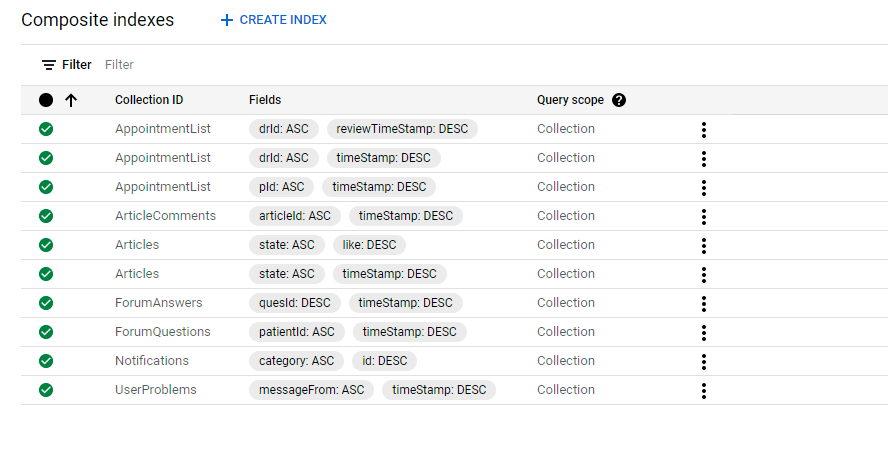 Composite indexes CREATE INDEX
Filter Filter
Collection ID Fields Query scope ?
AppointmentList drId: ASC reviewTimeStamp: DESC Collection
AppointmentList drId: ASC timeStamp: DESC Collection
AppointmentList pId: ASC timeStamp: DESC Collection
ArticleComments articleId: ASC timeStamp: DESC Collection
Articles state: ASC like: DESC Collection
Articles state: ASC timeStamp: DESC Collection
ForumAnswers quesId: DESC timeStamp: DESC Collection
ForumQuestions patientId: ASC timeStamp: DESC Collection
Notifications category: ASC id: DESC Collection
UserProblems messageFrom: ASC timeStamp: DESC Collection